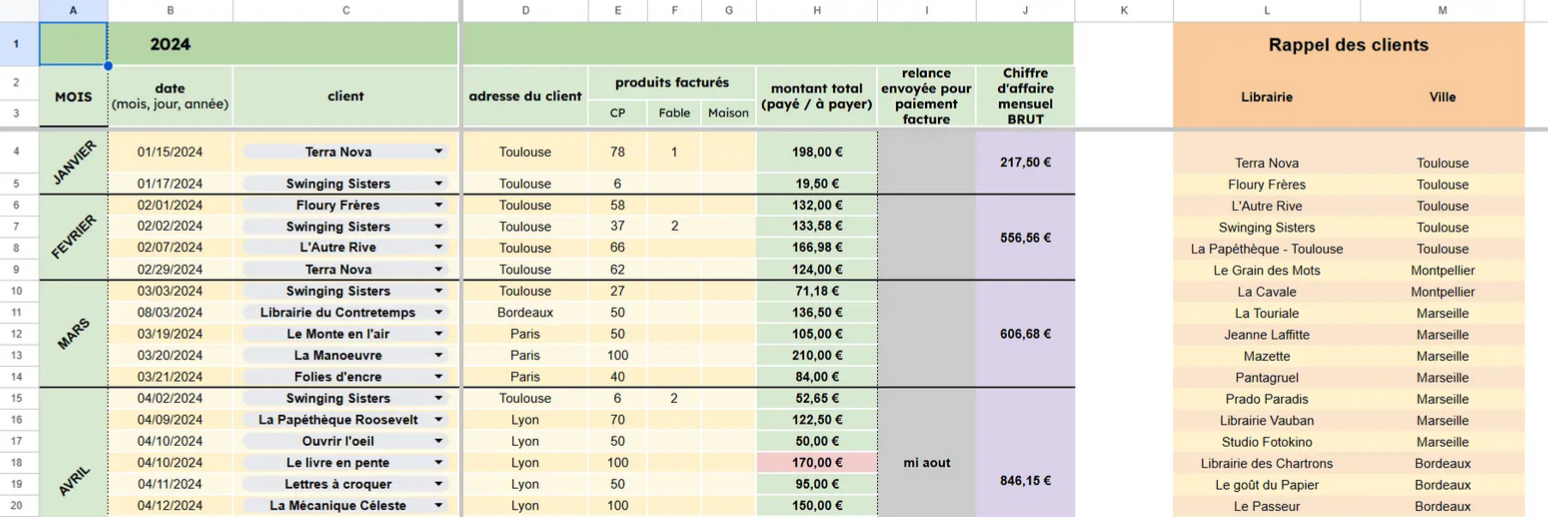 A B C D E F G H I J K L M
1 2024 Rappel des clients
2 MOIS date (mois, jour, année) client adresse du client produits facturés montant total (payé / à payer) relance envoyée pour paiement facture Chiffre d'affaire mensuel BRUT Librairie Ville
3 CP Fable Maison
4 JANVIER 01/15/2024 Terra Nova Toulouse 78 1 198,00 € 217,50 € Terra Nova Toulouse
5 01/17/2024 Swinging Sisters Toulouse 6 19,50 € Floury Frères Toulouse
6 FEVRIER 02/01/2024 Floury Frères Toulouse 58 132,00 € 556,56 € L'Autre Rive Toulouse
7 02/02/2024 Swinging Sisters Toulouse 37 2 133,58 € Swinging Sisters Toulouse
8 02/07/2024 L'Autre Rive Toulouse 66 166,98 € La Papéthèque - Toulouse Toulouse
9 02/29/2024 Terra Nova Toulouse 62 124,00 € Le Grain des Mots Montpellier
10 MARS 03/03/2024 Swinging Sisters Toulouse 27 71,18 € 606,68 € La Cavale Montpellier
11 08/03/2024 Librairie du Contretemps Bordeaux 50 136,50 € La Touriale Marseille
12 03/19/2024 Le Monte en l'air Paris 50 105,00 € Jeanne Laffitte Marseille
13 03/20/2024 La Manoeuvre Paris 100 210,00 € Mazette Marseille
14 03/21/2024 Folies d'encre Paris 40 84,00 € Pantagruel Marseille
15 AVRIL 04/02/2024 Swinging Sisters Toulouse 6 2 52,65 € 846,15 € Prado Paradis Marseille
16 04/09/2024 La Papéthèque Roosevelt Lyon 70 122,50 € Librairie Vauban Marseille
17 04/10/2024 Ouvrir l'oeil Lyon 50 50,00 € Studio Fotokino Marseille
18 04/10/2024 Le livre en pente Lyon 100 170,00 € mi aout Librairie des Chartrons Bordeaux
19 04/11/2024 Lettres à croquer Lyon 50 95,00 € Le goût du Papier Bordeaux
20 04/12/2024 La Mécanique Céleste Lyon 100 150,00 € Le Passeur Bordeaux